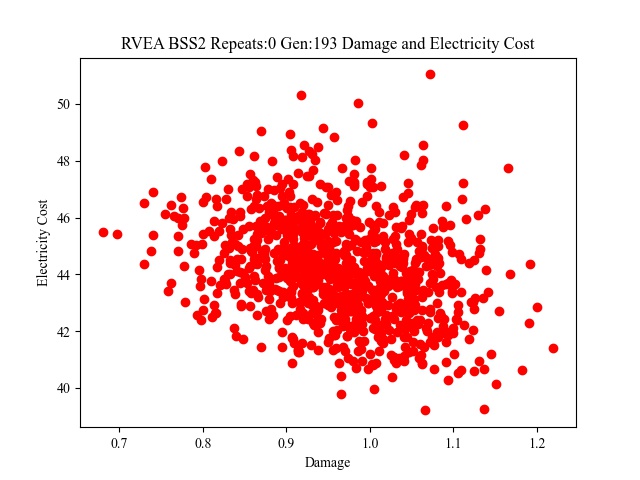 RVEA BSS2 Repeats:0 Gen:193 Damage and Electricity Cost
50
48
46
44
42
40
Electricity Cost
0.7 0.8 0.9 1.0 1.1 1.2
Damage